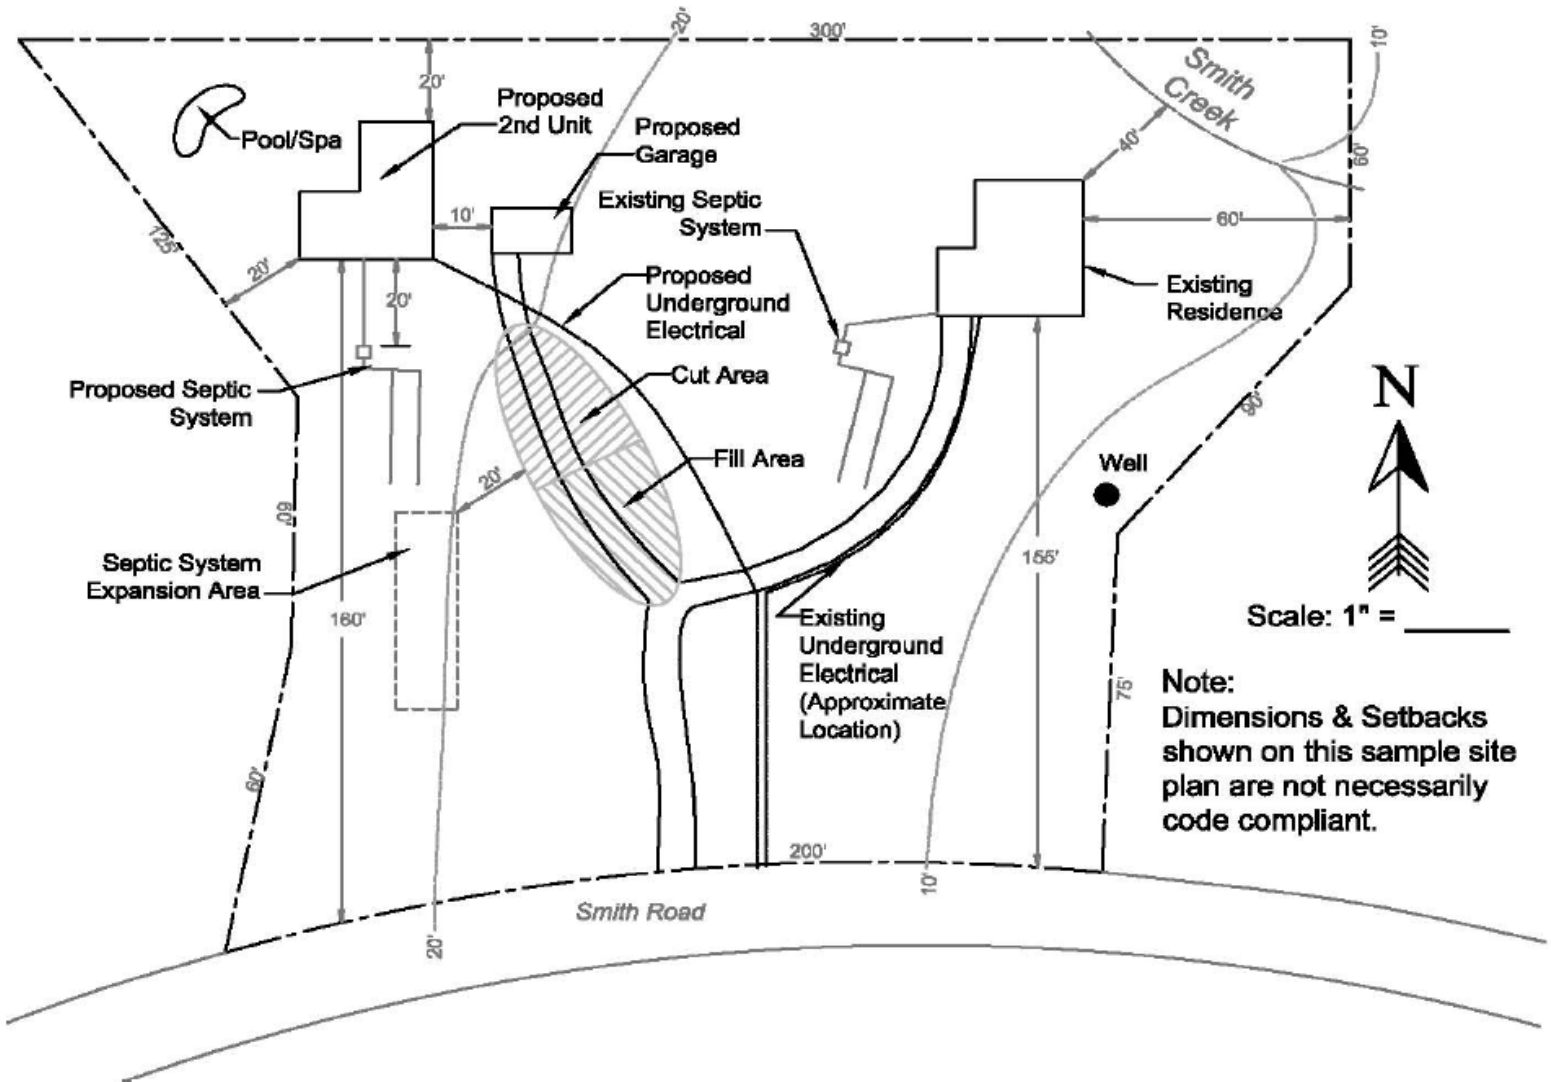 20'
300'
10'
Smith
Creek
20'
Proposed
2nd Unit
Proposed
Garage
Pool/Spa
40'
60'
Existing Septic
System
10'
60'
125'
20'
20'
Proposed
Underground
Electrical
Existing
Residence
Proposed Septic
System
Cut Area
N
90'
Fill Area
Well
20'
60'
Septic System
Expansion Area
155'
160'
Scale: 1" =
Existing
Underground
Electrical
(Approximate
Location)
75'
Note:
Dimensions & Setbacks
shown on this sample site
plan are not necessarily
code compliant.
60'
200'
10'
Smith Road
20'